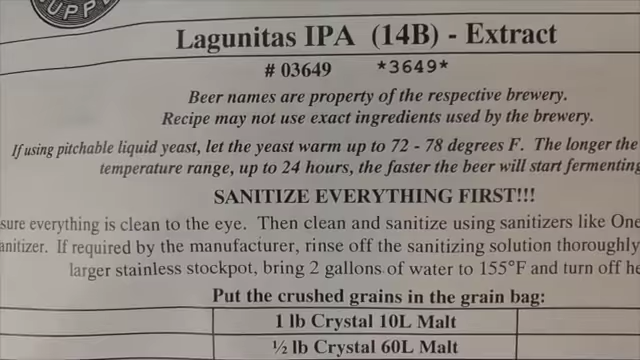 UPPL
Lagunitas IPA (14B) - Extract
# 03649 *3649*
Beer names are property of the respective brewery.
Recipe may not use exact ingredients used by the brewery.
If using pitchable liquid yeast, let the yeast warm up to 72 - 78 degrees F. The longer the
temperature range, up to 24 hours, the faster the beer will start fermenting
SANITIZE EVERYTHING FIRST!!!
sure everything is clean to the eye. Then clean and sanitize using sanitizers like One
anitizer. If required by the manufacturer, rinse off the sanitizing solution thoroughly
larger stainless stockpot, bring 2 gallons of water to 155°F and turn off he
Put the crushed grains in the grain bag:
1 lb Crystal 10L Malt
½ lb Crystal 60L Malt